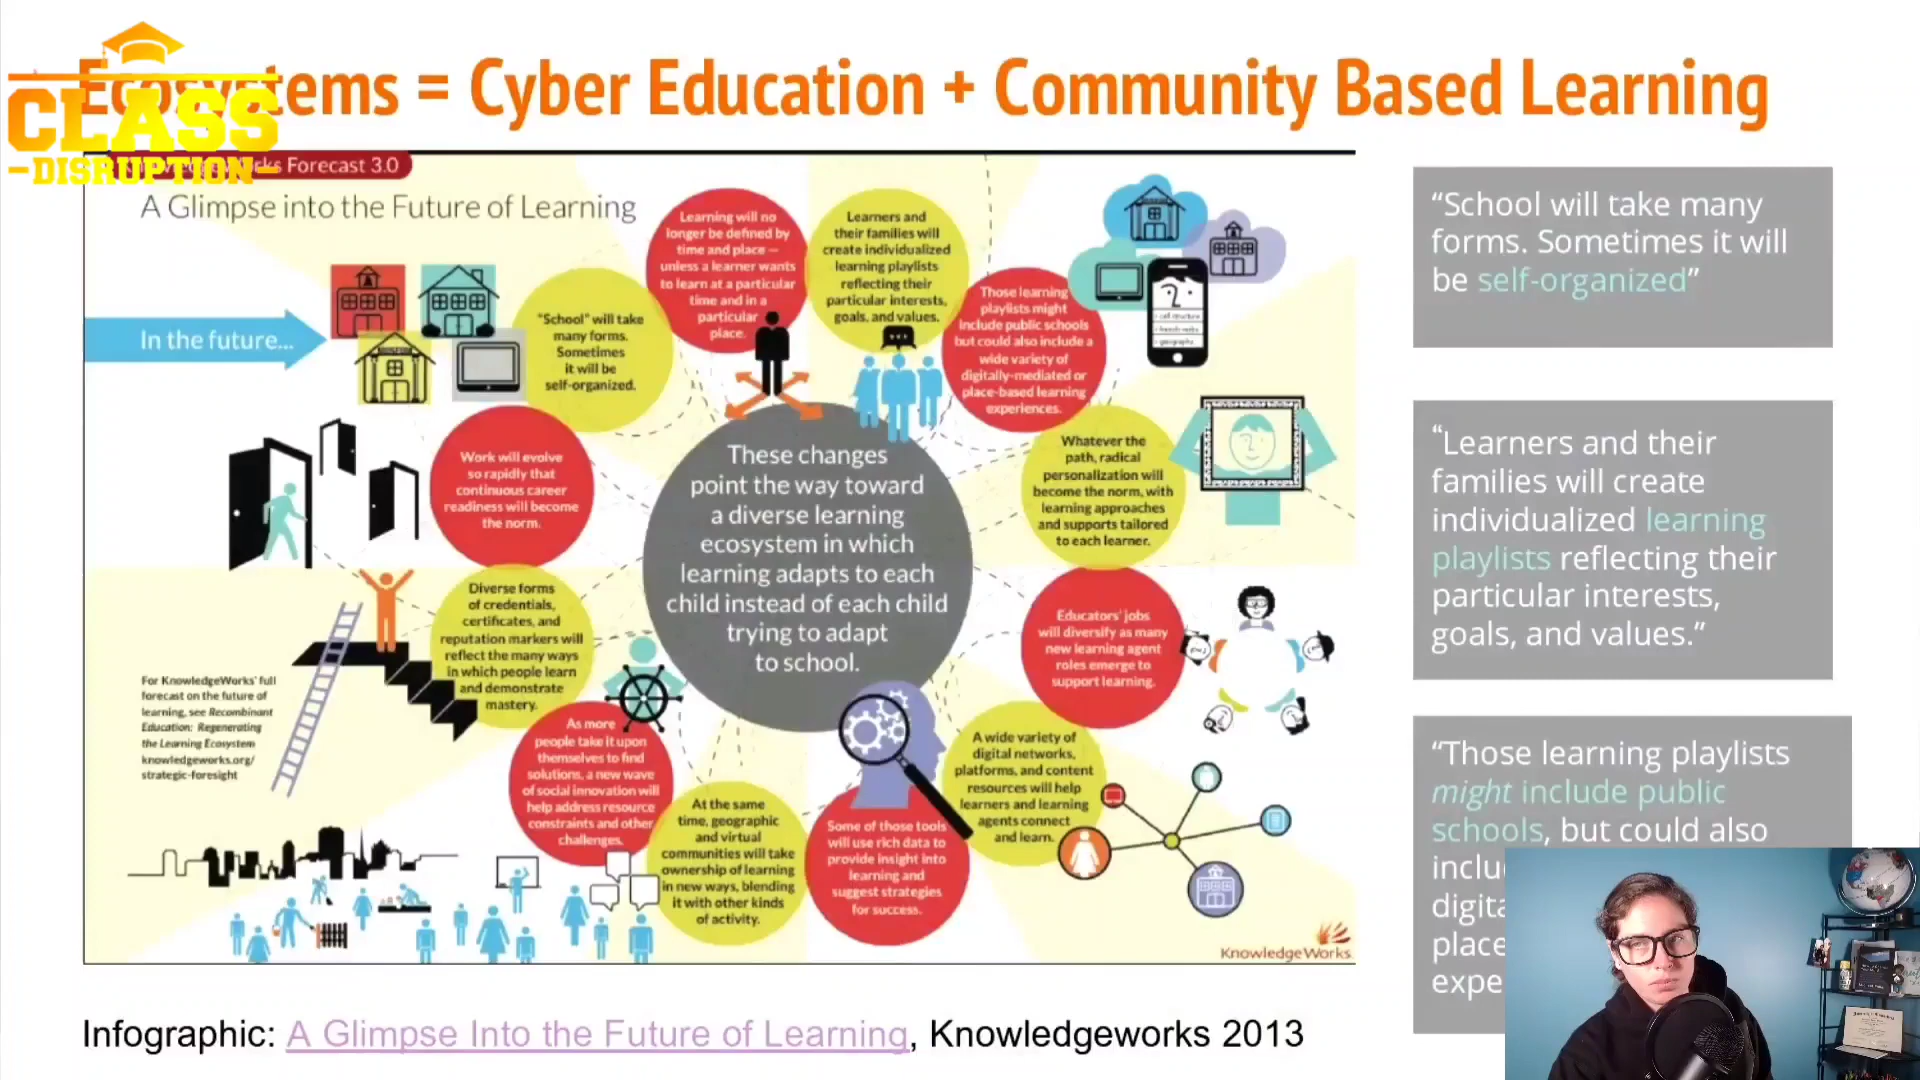 CLASS
-DISRUPTION-
Ecosystems = Cyber Education + Community Based Learning
Forecast 3.0
A Glimpse into the Future of Learning
In the future...
"School" will take
many forms.
Sometimes
it will be
self-organized.
Learning will no
longer be defined by
time and place —
unless a learner wants
to learn at a particular
time and in a
particular
place.
Learners and
their families will
create individualized
learning playlists
reflecting their
particular interests,
goals, and values.
Those learning
playlists might
include public schools
but could also include a
wide variety of
digitally-mediated or
place-based learning
experiences.
Whatever the
path, radical
personalization will
become the norm, with
learning approaches
and supports tailored
to each learner.
Educators' jobs
will diversify as many
new learning agent
roles emerge to
support learning.
A wide variety of
digital networks,
platforms, and content
resources will help
learners and learning
agents connect
and learn.
Some of those tools
will use rich data to
provide insight into
learning and
suggest strategies
for success.
At the same
time, geographic
and virtual
communities will take
ownership of learning
in new ways, blending
it with other kinds
of activity.
As more
people take it upon
themselves to find
solutions, a new wave
of social innovation will
help address resource
constraints and other
challenges.
Diverse forms
of credentials,
certificates, and
reputation markers will
reflect the many ways
in which people learn
and demonstrate
mastery.
Work will evolve
so rapidly that
continuous career
readiness will become
the norm.
These changes
point the way toward
a diverse learning
ecosystem in which
learning adapts to each
child instead of each child
trying to adapt
to school.
For KnowledgeWorks' full
forecast on the future of
learning, see Recombinant
Education: Regenerating
the Learning Ecosystem
knowledgeworks.org/
strategic-foresight
KnowledgeWorks
Infographic: A Glimpse Into the Future of Learning, Knowledgeworks 2013
“School will take many
forms. Sometimes it will
be self-organized”
“Learners and their
families will create
individualized learning
playlists reflecting their
particular interests,
goals, and values.”
“Those learning playlists
might include public
schools, but could also
inclu
digita
place
expe